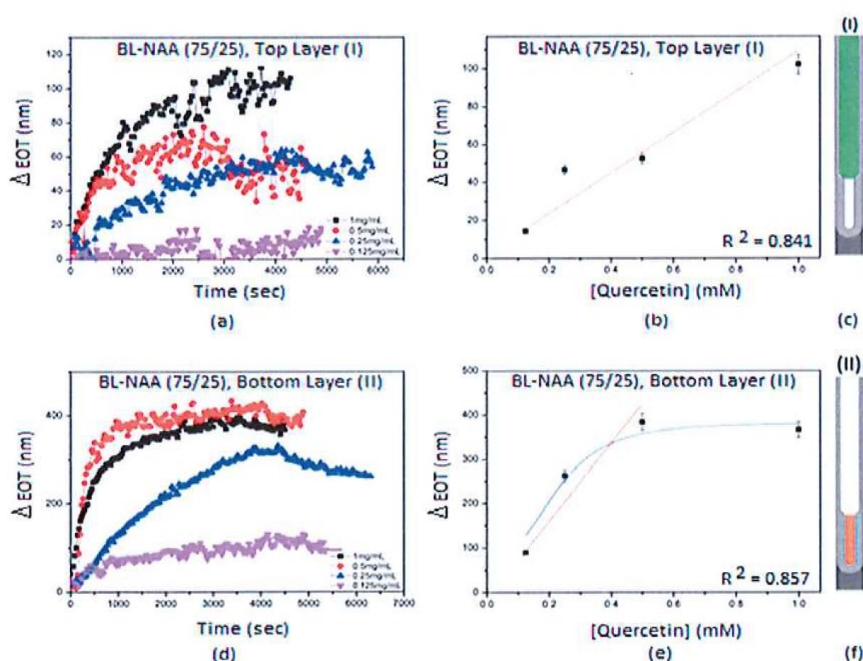 BL-NAA (75/25), Top Layer (I)
120
100
80
60
40
20
0
Δ EOT (nm)
1mg/mL
0.5mg/mL
0.25mg/mL
0.125mg/mL
0 1000 2000 3000 4000 5000 6000
Time (sec)
(a)
BL-NAA (75/25), Top Layer (I)
100
80
60
40
20
0
Δ EOT (nm)
R 2 = 0.841
0.0 0.2 0.4 0.6 0.8 1.0
[Quercetin] (mM)
(b)
(I)
(c)
BL-NAA (75/25), Bottom Layer (II)
400
200
0
Δ EOT (nm)
1mg/mL
0.5mg/mL
0.25mg/mL
0.125mg/mL
0 1000 2000 3000 4000 5000 6000 7000
Time (sec)
(d)
BL-NAA (75/25), Bottom Layer (II)
500
400
300
200
100
0
Δ EOT (nm)
R 2 = 0.857
0.0 0.2 0.4 0.6 0.8 1.0
[Quercetin] (mM)
(e)
(II)
(f)